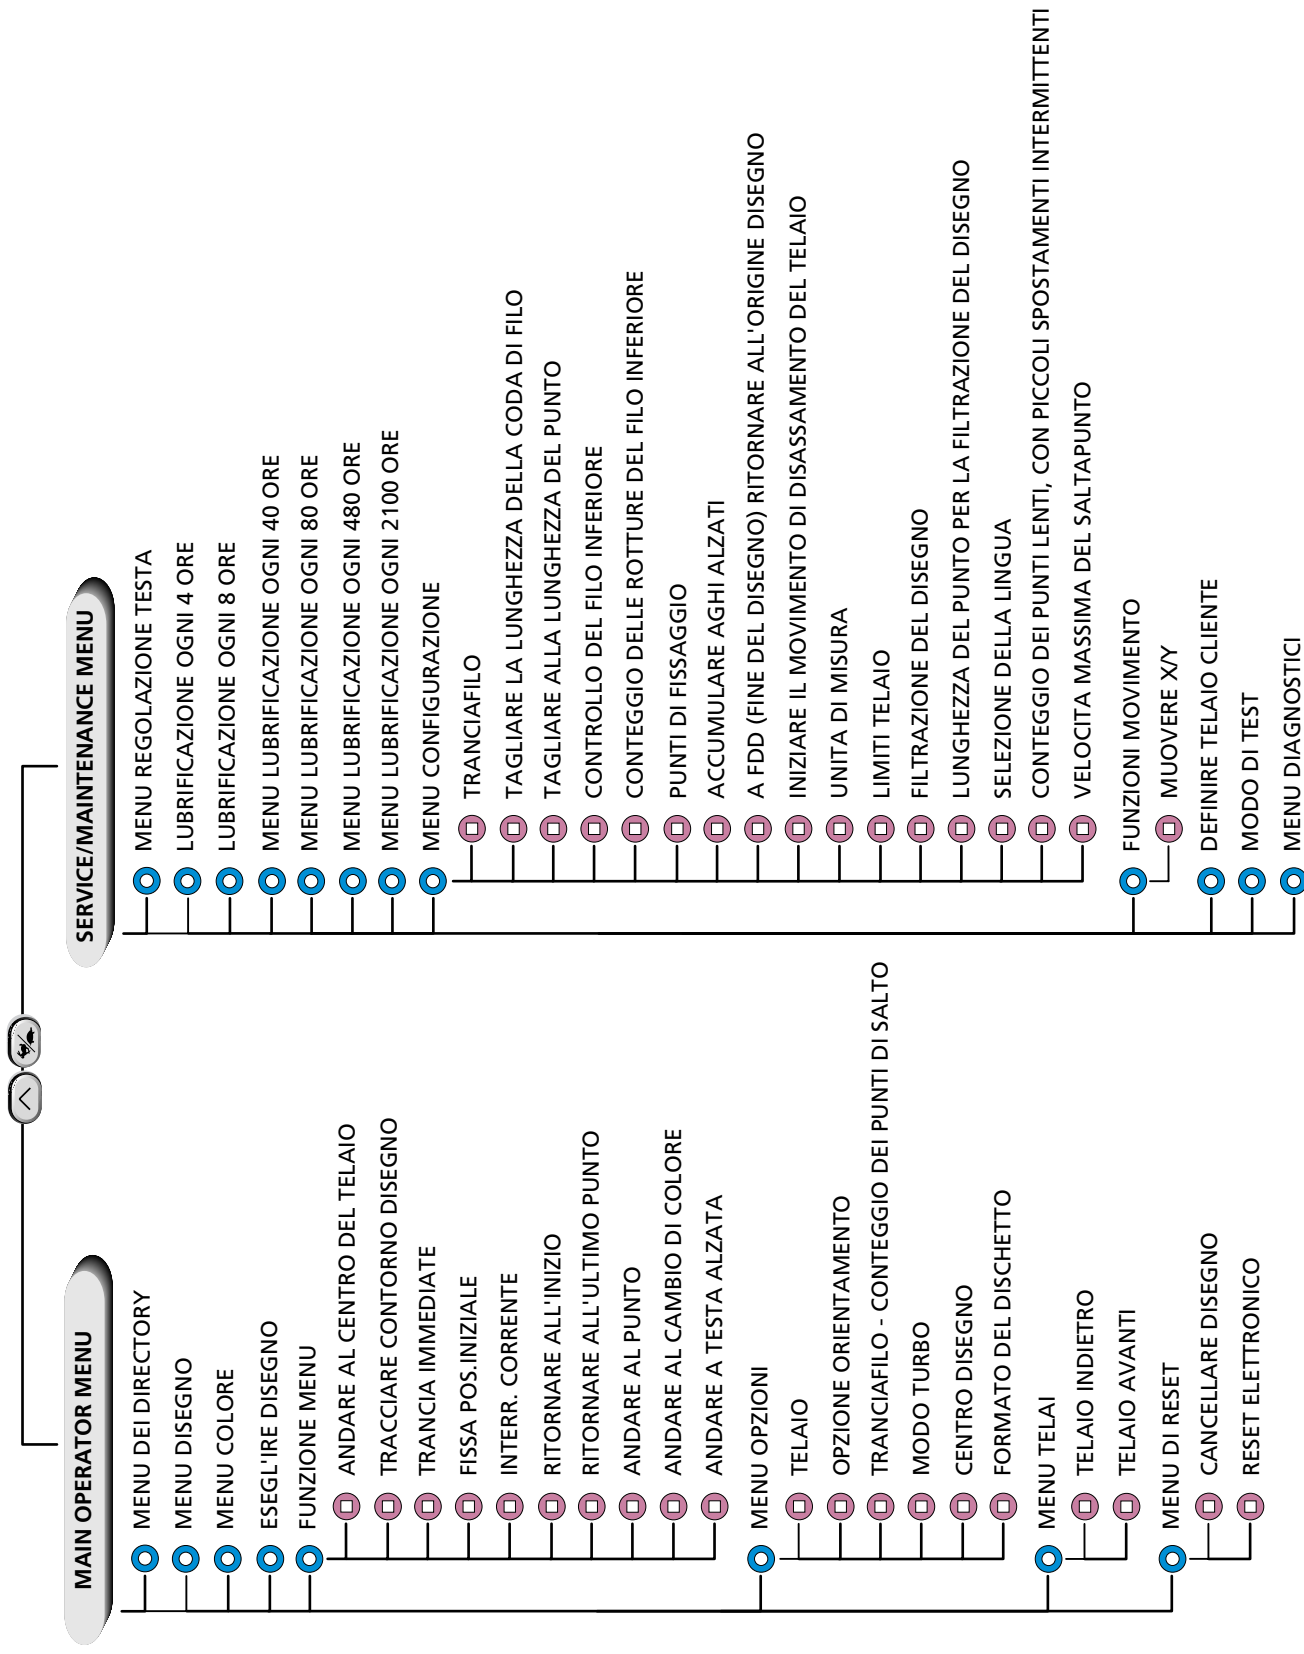 MAIN OPERATOR MENU
MENU DEI DIRECTORY
MENU DISEGNO
MENU COLORE
ESEGL'IRE DISEGNO
FUNZIONE MENU
ANDARE AL CENTRO DEL TELAIO
TRACCIARE CONTORNO DISEGNO
TRANCIA IMMEDIATE
FISSA POS.INIZIALE
INTERR. CORRENTE
RITORNARE ALL'INIZIO
RITORNARE ALL'ULTIMO PUNTO
ANDARE AL PUNTO
ANDARE AL CAMBIO DI COLORE
ANDARE A TESTA ALZATA
MENU OPZIONI
TELAIO
OPZIONE ORIENTAMENTO
TRANCIAFILO - CONTEGGIO DEI PUNTI DI SALTO
MODO TURBO
CENTRO DISEGNO
FORMATO DEL DISCHETTO
MENU TELAI
TELAIO INDIETRO
TELAIO AVANTI
MENU DI RESET
CANCELLARE DISEGNO
RESET ELETTRONICO
SERVICE/MAINTENANCE MENU
MENU REGOLAZIONE TESTA
LUBRIFICAZIONE OGNI 4 ORE
LUBRIFICAZIONE OGNI 8 ORE
MENU LUBRIFICAZIONE OGNI 40 ORE
MENU LUBRIFICAZIONE OGNI 80 ORE
MENU LUBRIFICAZIONE OGNI 480 ORE
MENU LUBRIFICAZIONE OGNI 2100 ORE
MENU CONFIGURAZIONE
TRANCIAFILO
TAGLIARE LA LUNGHEZZA DELLA CODA DI FILO
TAGLIARE ALLA LUNGHEZZA DEL PUNTO
CONTROLLO DEL FILO INFERIORE
CONTEGGIO DELLE ROTTURE DEL FILO INFERIORE
PUNTI DI FISSAGGIO
ACCUMULARE AGHI ALZATI
A FDD (FINE DEL DISEGNO) RITORNARE ALL'ORIGINE DISEGNO
INIZIARE IL MOVIMENTO DI DISASSAMENTO DEL TELAIO
UNITA DI MISURA
LIMITI TELAIO
FILTRAZIONE DEL DISEGNO
LUNGHEZZA DEL PUNTO PER LA FILTRAZIONE DEL DISEGNO
SELEZIONE DELLA LINGUA
CONTEGGIO DEI PUNTI LENTI, CON PICCOLI SPOSTAMENTI INTERMITTENTI
VELOCITA MASSIMA DEL SALTAPUNTO
FUNZIONI MOVIMENTO
MUOVERE X/Y
DEFINIRE TELAIO CLIENTE
MODO DI TEST
MENU DIAGNOSTICI